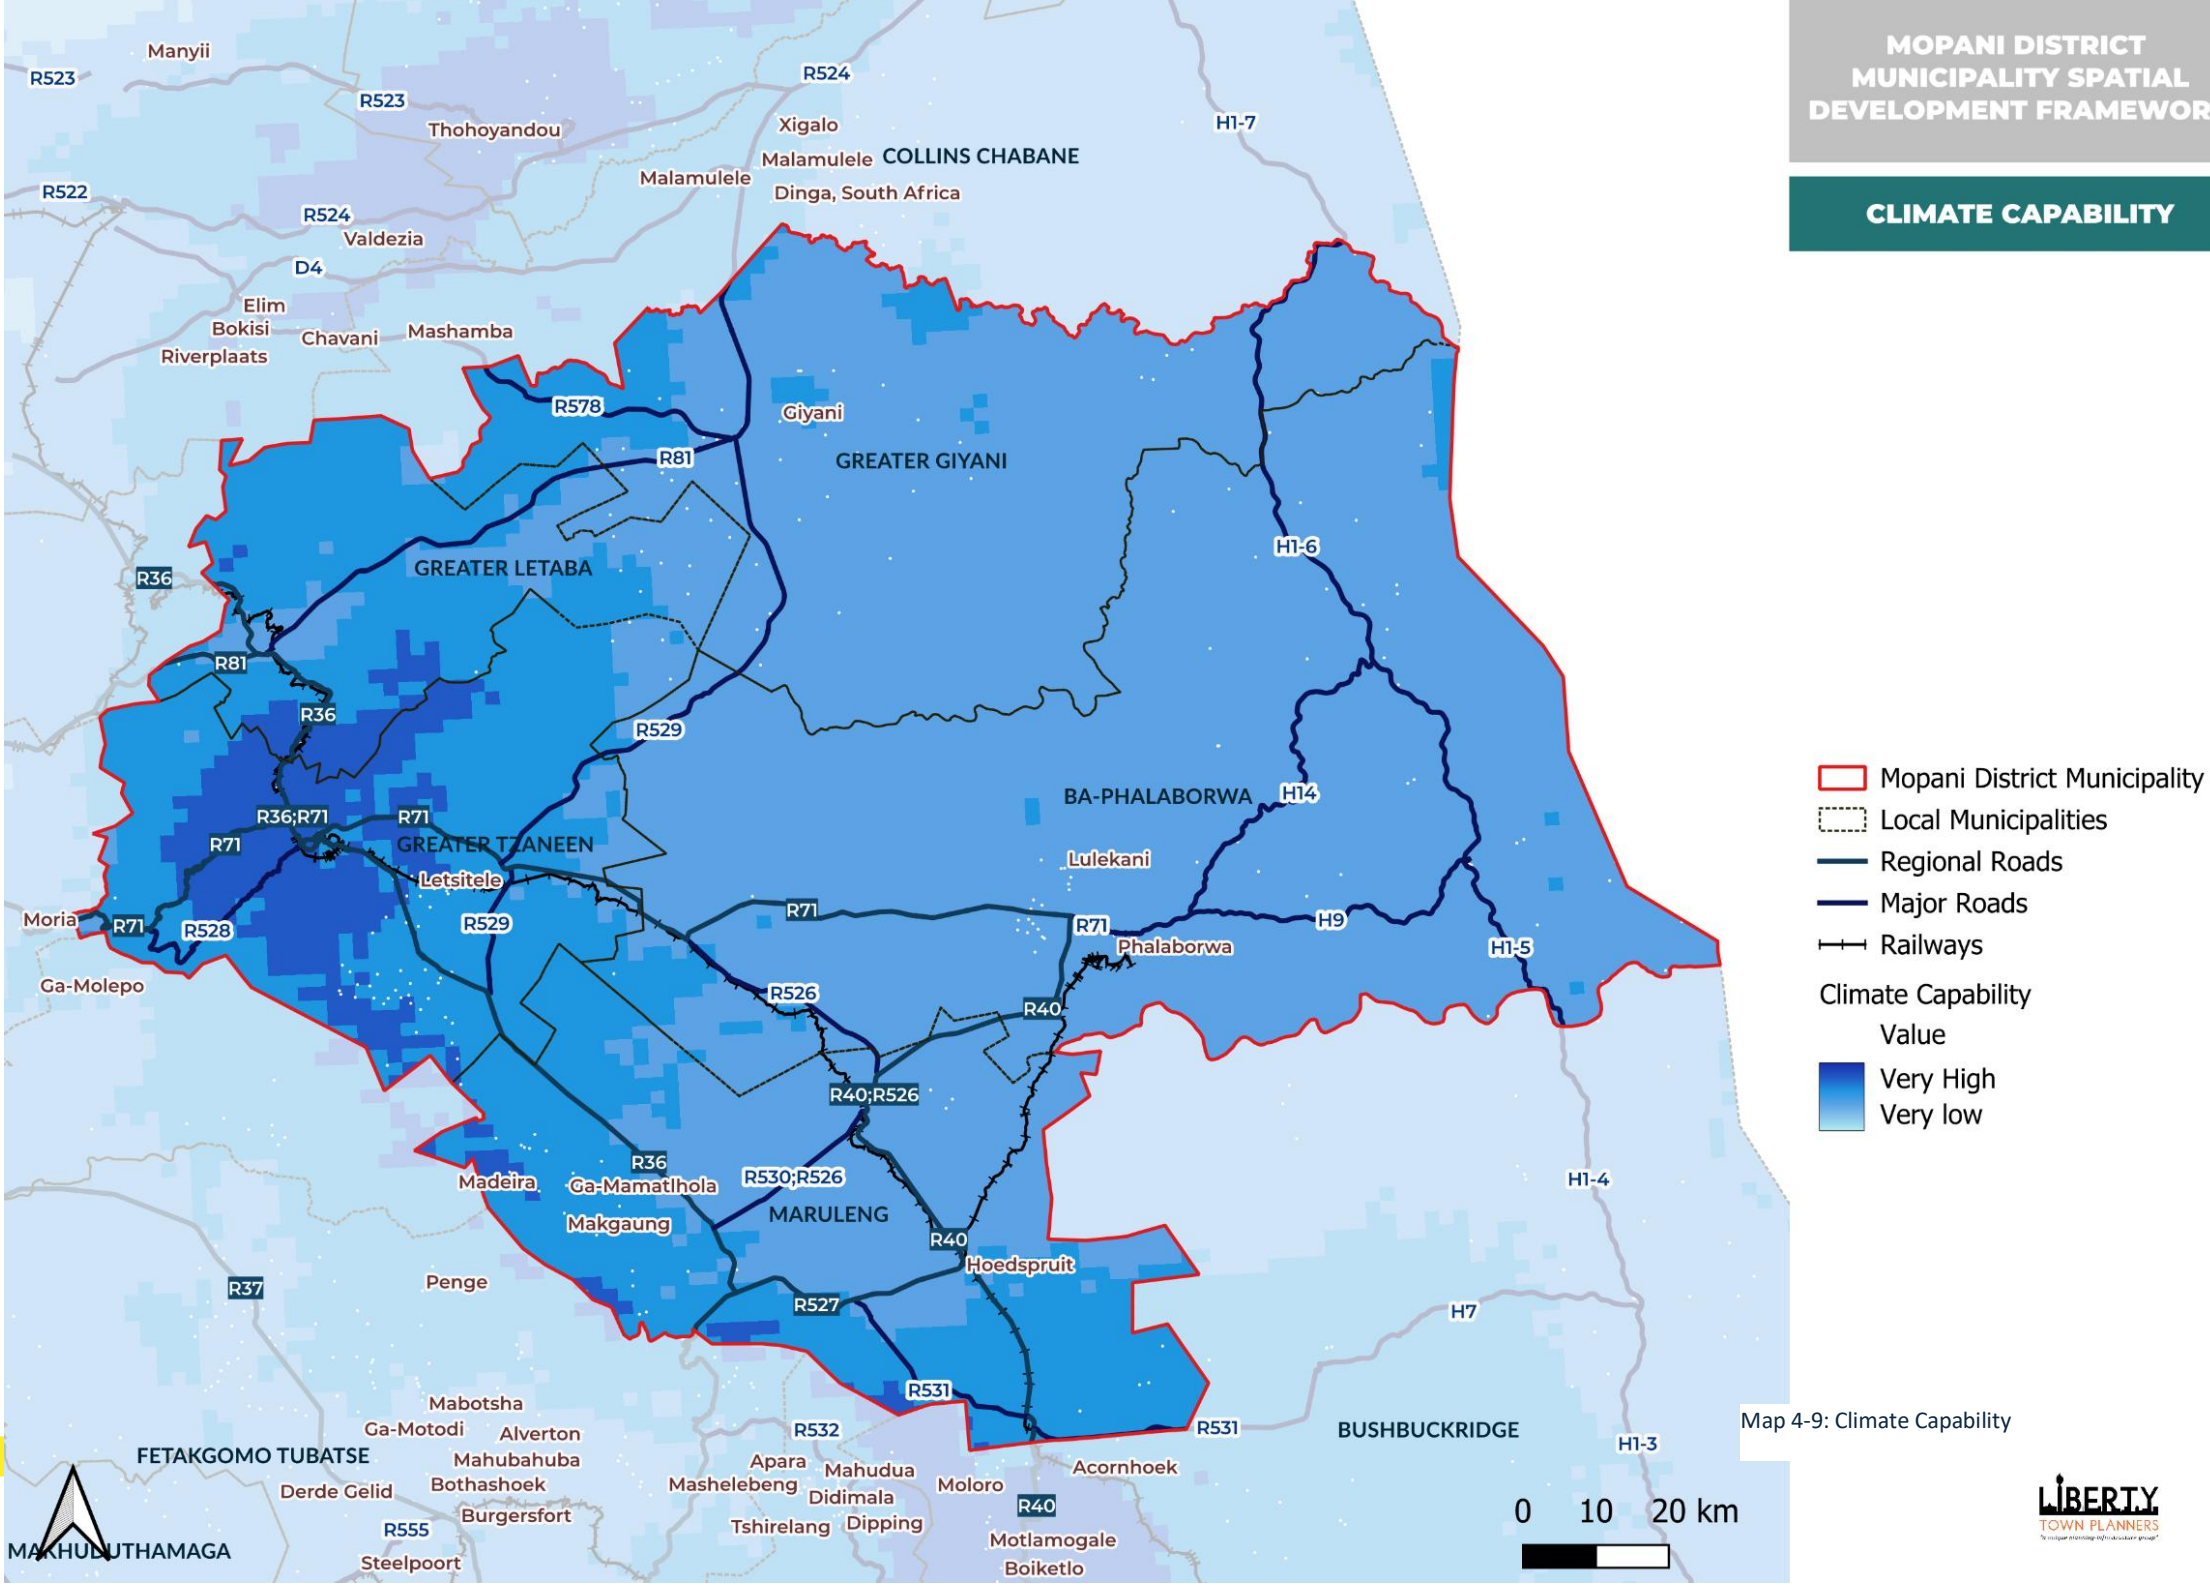 MOPANI DISTRICT
MUNICIPALITY SPATIAL
DEVELOPMENT FRAMEWOR
CLIMATE CAPABILITY
Manyii
R523
R523
R524
Thohoyandou
Xigalo
H1-7
Malamulele
COLLINS CHABANE
Malamulele
Dinga, South Africa
R522
R524
Valdezia
D4
Elim
Bokisi
Chavani
Mashamba
Riverplaats
R578
Giyani
R81
GREATER GIYANI
H1-6
R36
GREATER LETABA
R81
R36
R529
H14
BA-PHALABORWA
R36;R71
R71
R71
GREATER TZANEEN
Lulekani
Letsitele
R71
Moria
R71
R528
R529
R71
H9
Phalaborwa
H1-5
Ga-Molepo
R526
R40
R40;R526
R36
Madeira
Ga-Mamatlhola
R530;R526
H1-4
Makgaung
MARULENG
R40
Hoedspruit
Penge
R37
R527
H7
R531
Mabotsha
Ga-Motodi
Alverton
R532
R531
BUSHBUCKRIDGE
H1-3
FETAKGOMO TUBATSE
Mahubahuba
Apara
Mahudua
Acornhoek
Derde Gelid
Bothashoek
Mashelebeng
Didimala
Moloro
Burgersfort
Tshirelang
Dipping
R40
R555
Motlamogale
MAKHUDUTHAMAGA
Steelpoort
Boiketlo
0 10 20 km
Mopani District Municipality
Local Municipalities
Regional Roads
Major Roads
Railways
Climate Capability
Value
Very High
Very low
Map 4-9: Climate Capability
LIBERTY
TOWN PLANNERS